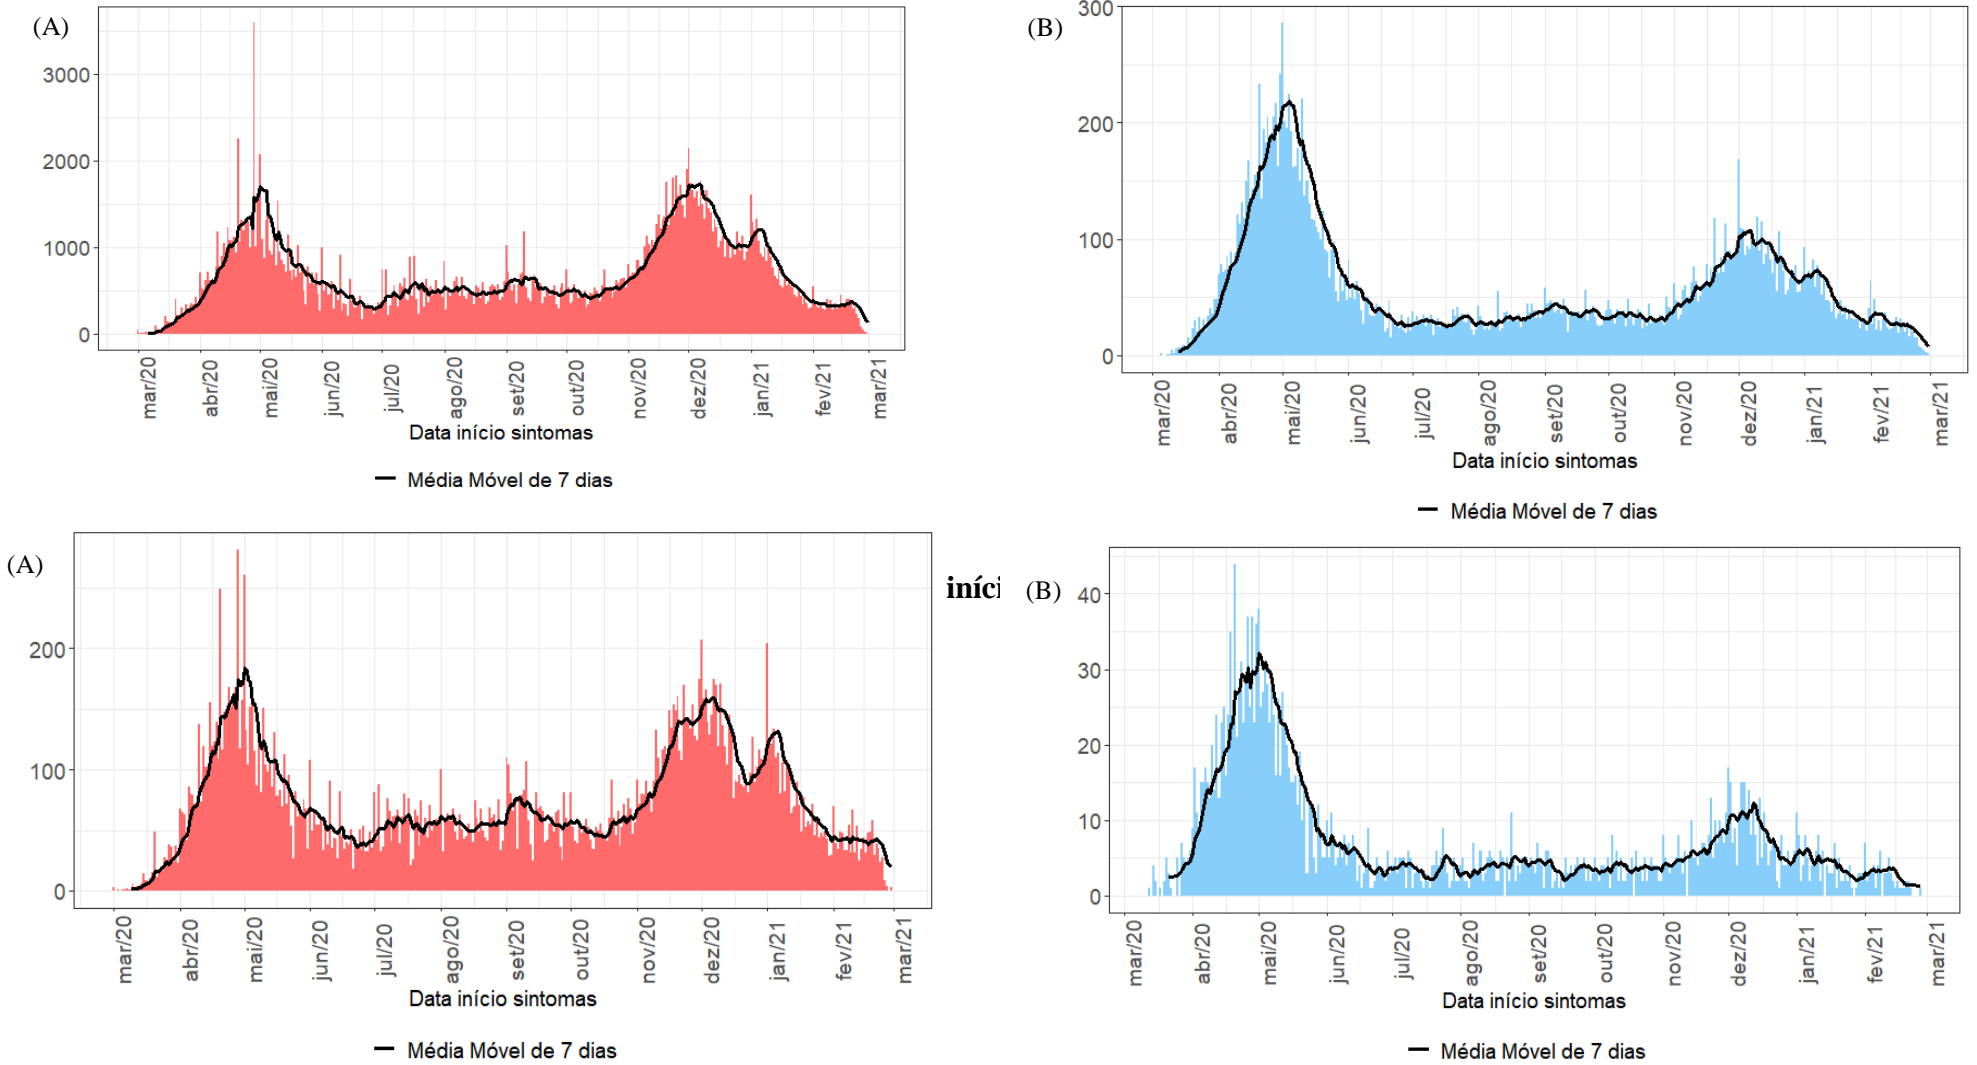 (A)
3000
2000
1000
0
mar/20 abr/20 mai/20 jun/20 jul/20 ago/20 set/20 out/20 nov/20 dez/20 jan/21 fev/21 mar/21
Data início sintomas
Média Móvel de 7 dias
(B)
300
200
100
0
mar/20 abr/20 mai/20 jun/20 jul/20 ago/20 set/20 out/20 nov/20 dez/20 jan/21 fev/21 mar/21
Data início sintomas
Média Móvel de 7 dias
(A)
200
100
0
mar/20 abr/20 mai/20 jun/20 jul/20 ago/20 set/20 out/20 nov/20 dez/20 jan/21 fev/21 mar/21
Data início sintomas
Média Móvel de 7 dias
iníci
(B)
40
30
20
10
0
mar/20 abr/20 mai/20 jun/20 jul/20 ago/20 set/20 out/20 nov/20 dez/20 jan/21 fev/21 mar/21
Data início sintomas
Média Móvel de 7 dias